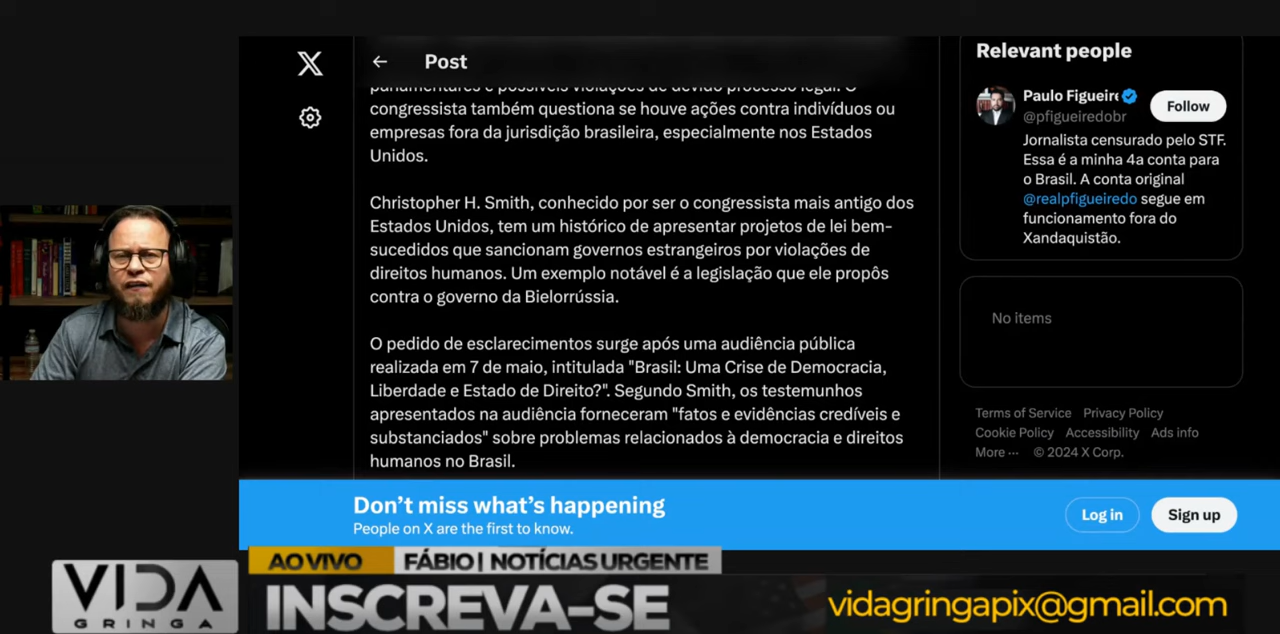 Post
parlamentares e possíveis violações de devido processo legal. O
congressista também questiona se houve ações contra indivíduos ou
empresas fora da jurisdição brasileira, especialmente nos Estados
Unidos.
Christopher H. Smith, conhecido por ser o congressista mais antigo dos
Estados Unidos, tem um histórico de apresentar projetos de lei bem-
sucedidos que sancionam governos estrangeiros por violações de
direitos humanos. Um exemplo notável é a legislação que ele propôs
contra o governo da Bielorrússia.
O pedido de esclarecimentos surge após uma audiência pública
realizada em 7 de maio, intitulada "Brasil: Uma Crise de Democracia,
Liberdade e Estado de Direito?". Segundo Smith, os testemunhos
apresentados na audiência forneceram "fatos e evidências credíveis e
substanciados" sobre problemas relacionados à democracia e direitos
humanos no Brasil.
Relevant people
Paulo Figueire
Follow
@pfigueiredobr
Jornalista censurado pelo STF.
Essa é a minha 4a conta para
o Brasil. A conta original
@realpfigueiredo segue em
funcionamento fora do
Xandaquistão.
No items
Terms of Service Privacy Policy
Cookie Policy Accessibility Ads info
More ··· © 2024 X Corp.
Don't miss what's happening
People on X are the first to know.
Log in
Sign up
AO VIVO
FÁBIO | NOTÍCIAS URGENTE
VIDA
GRINGA
INSCREVA-SE
vidagringapix@gmail.com